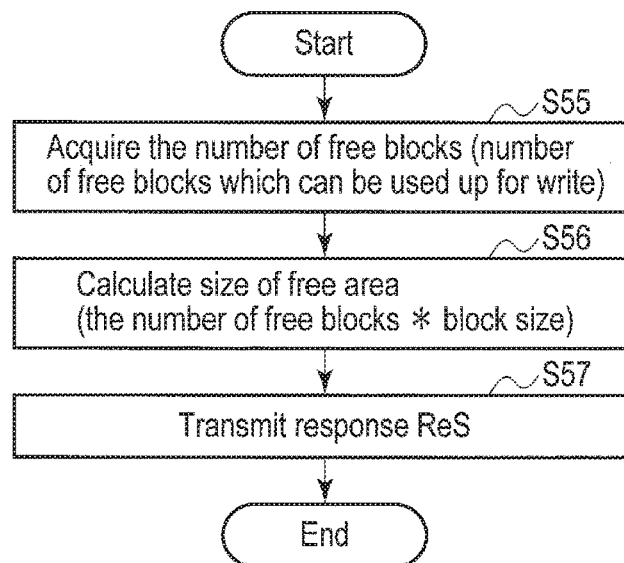 Start
S55
Acquire the number of free blocks (number
of free blocks which can be used up for write)
S56
Calculate size of free area
(the number of free blocks * block size)
S57
Transmit response ReS
End